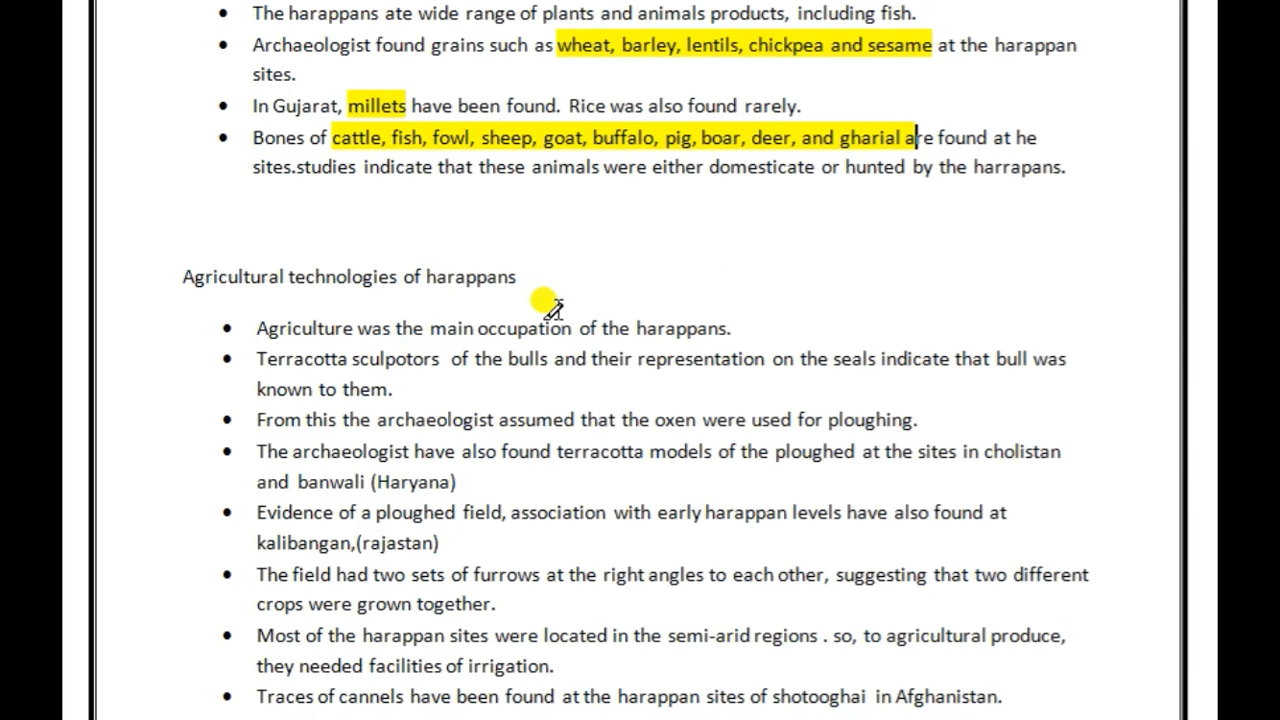 • The harappans ate wide range of plants and animals products, including fish.
• Archaeologist found grains such as wheat, barley, lentils, chickpea and sesame at the harappan
sites.
• In Gujarat, millets have been found. Rice was also found rarely.
• Bones of cattle, fish, fowl, sheep, goat, buffalo, pig, boar, deer, and gharial are found at he
sites.studies indicate that these animals were either domesticate or hunted by the harrapans.
Agricultural technologies of harappans
• Agriculture was the main occupation of the harappans.
• Terracotta sculpotors of the bulls and their representation on the seals indicate that bull was
known to them.
• From this the archaeologist assumed that the oxen were used for ploughing.
• The archaeologist have also found terracotta models of the ploughed at the sites in cholistan
and banwali (Haryana)
• Evidence of a ploughed field, association with early harappan levels have also found at
kalibangan,(rajastan)
• The field had two sets of furrows at the right angles to each other, suggesting that two different
crops were grown together.
• Most of the harappan sites were located in the semi-arid regions . so, to agricultural produce,
they needed facilities of irrigation.
• Traces of cannels have been found at the harappan sites of shotooghai in Afghanistan.